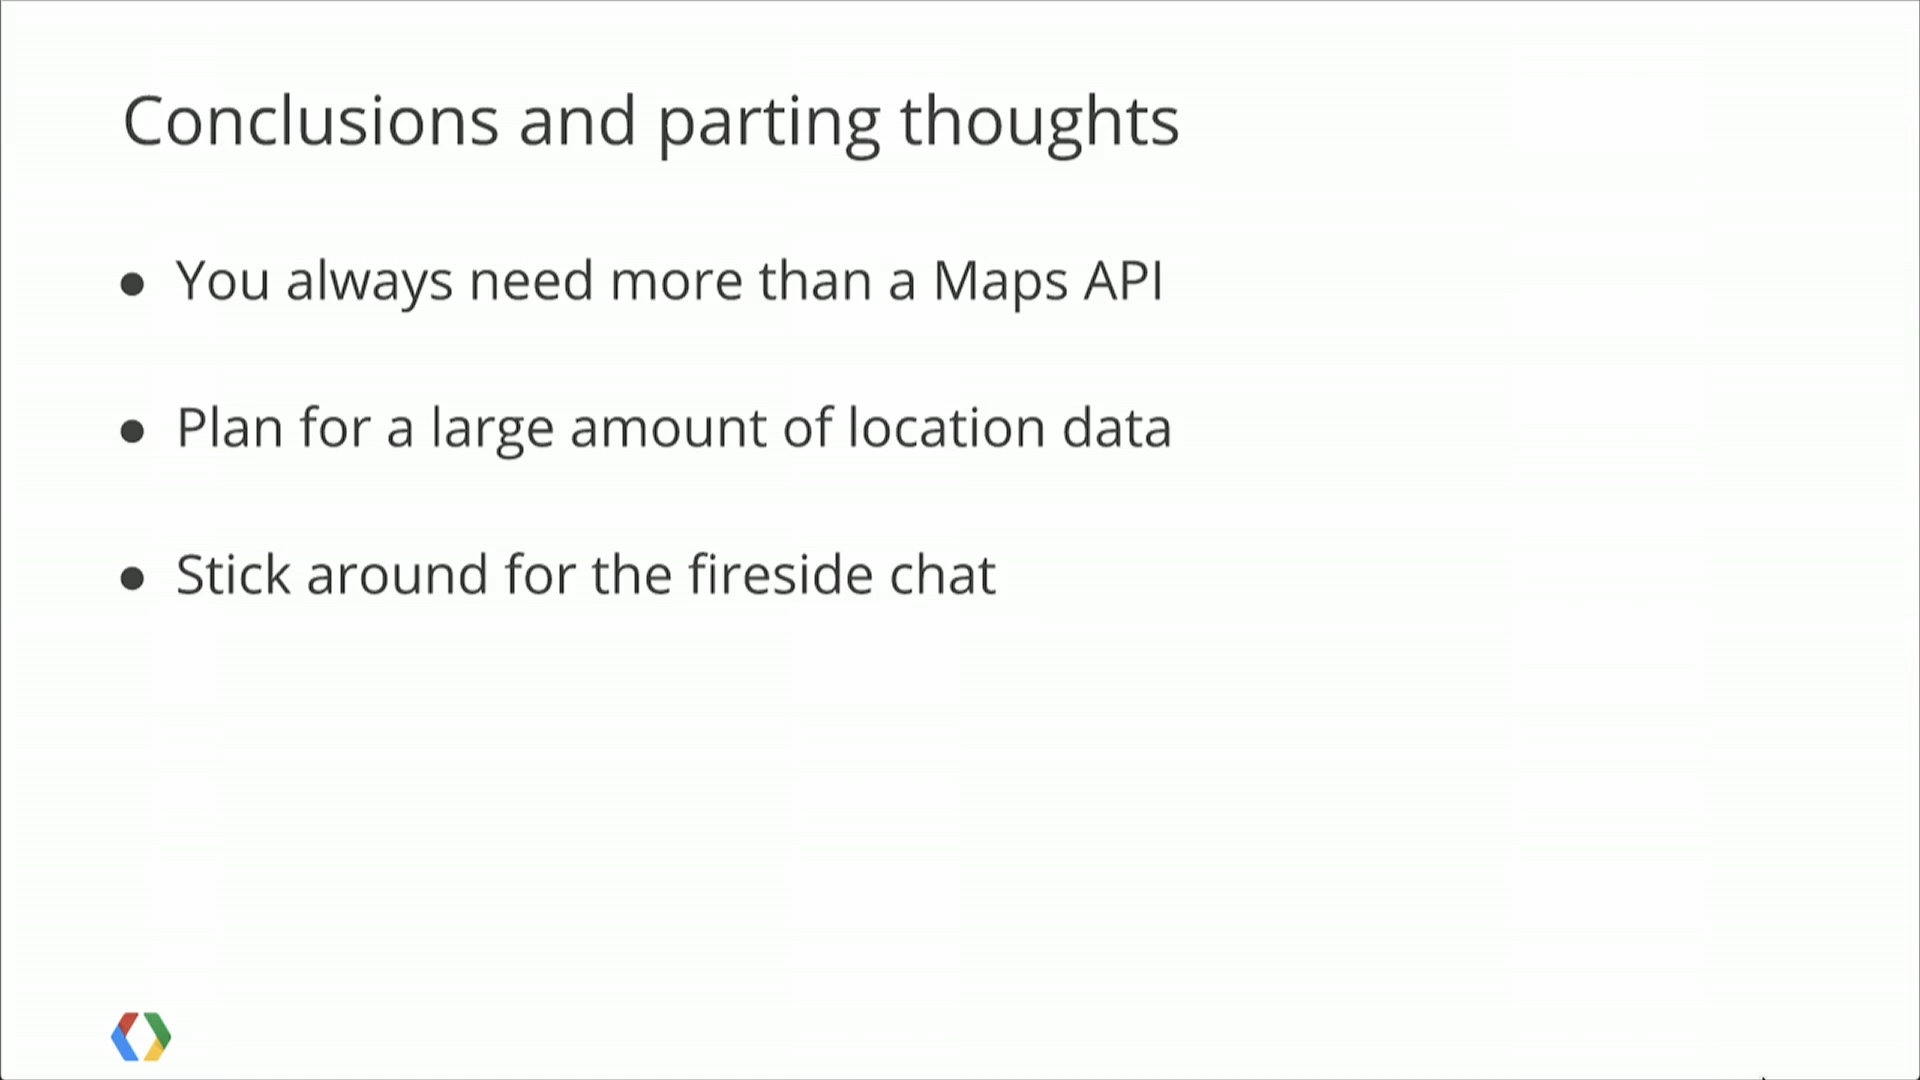 Conclusions and parting thoughts
● You always need more than a Maps API
● Plan for a large amount of location data
● Stick around for the fireside chat